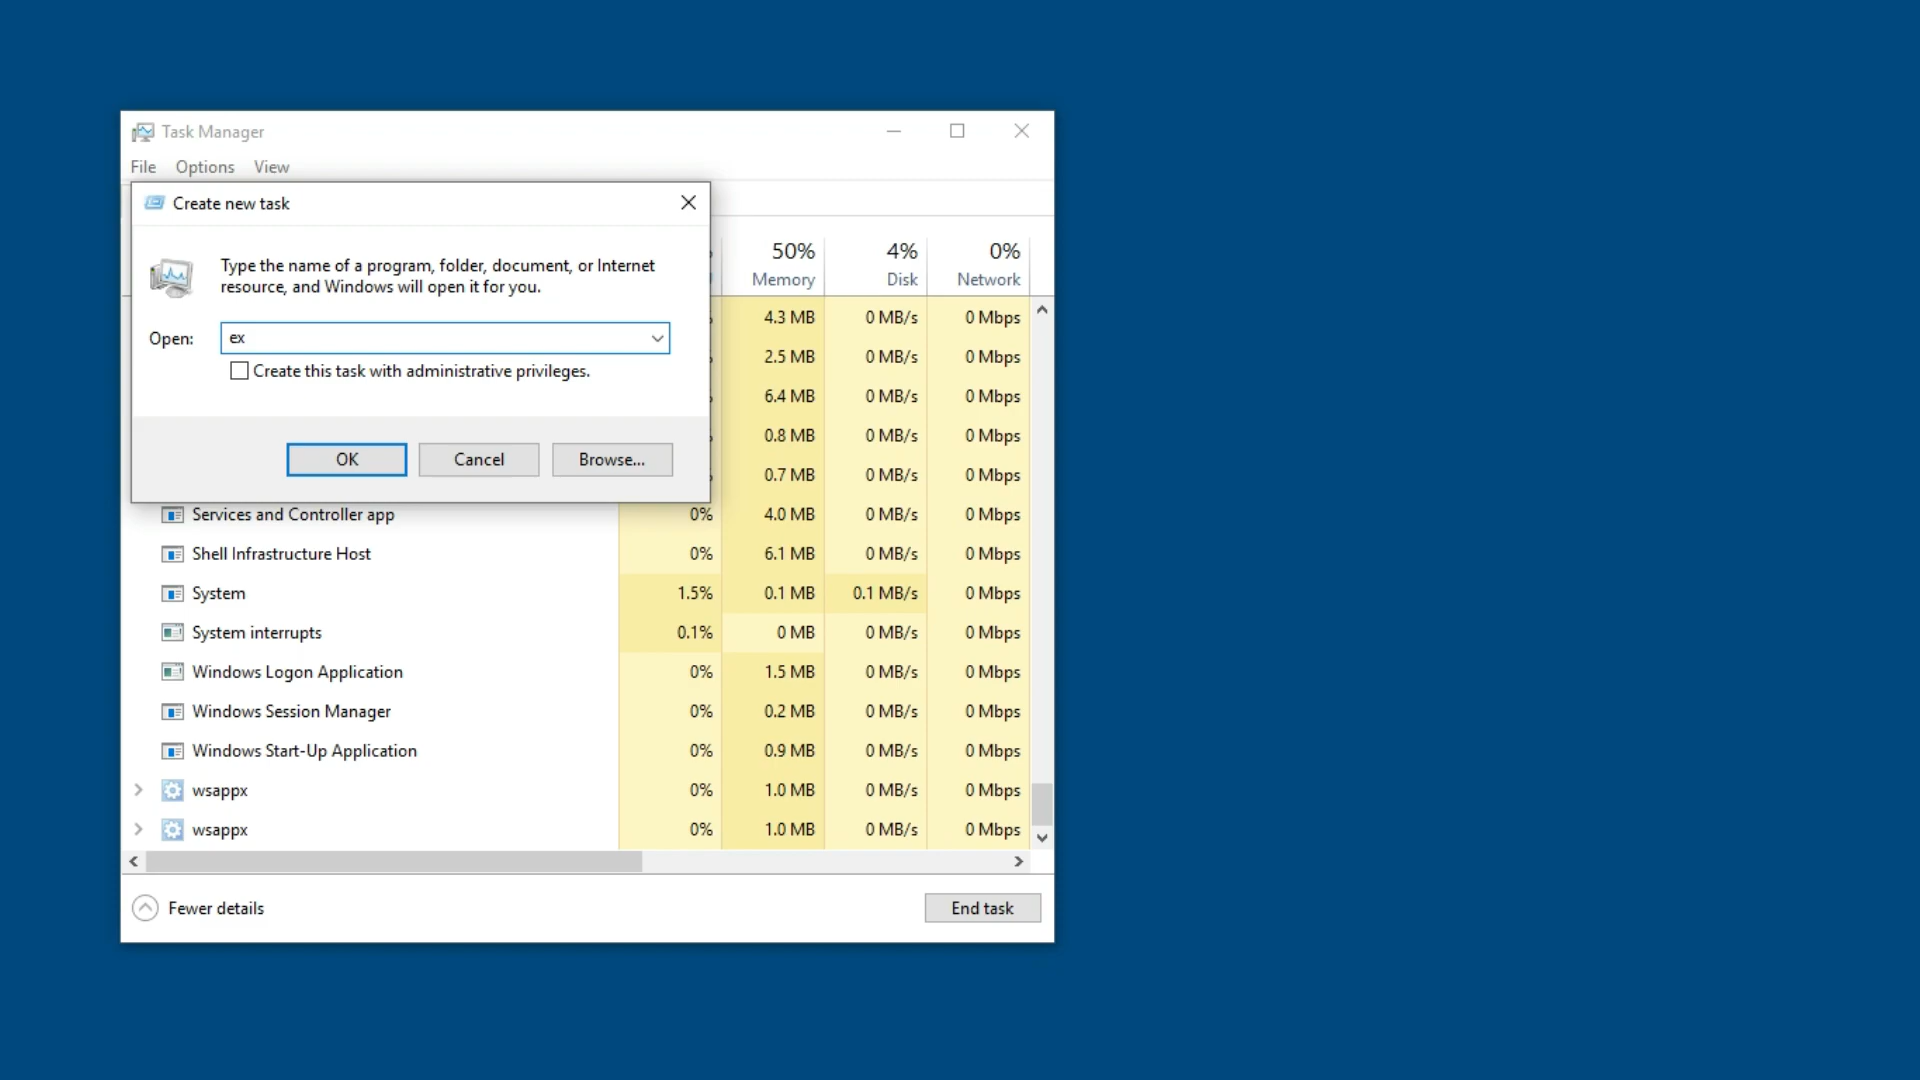 Task Manager
File Options View
Create new task
Type the name of a program, folder, document, or Internet
resource, and Windows will open it for you.
Open: ex
Create this task with administrative privileges.
OK Cancel Browse...
50% 4% 0%
Memory Disk Network
4.3 MB 0 MB/s 0 Mbps
2.5 MB 0 MB/s 0 Mbps
6.4 MB 0 MB/s 0 Mbps
0.8 MB 0 MB/s 0 Mbps
0.7 MB 0 MB/s 0 Mbps
Services and Controller app 0% 4.0 MB 0 MB/s 0 Mbps
Shell Infrastructure Host 0% 6.1 MB 0 MB/s 0 Mbps
System 1.5% 0.1 MB 0.1 MB/s 0 Mbps
System interrupts 0.1% 0 MB 0 MB/s 0 Mbps
Windows Logon Application 0% 1.5 MB 0 MB/s 0 Mbps
Windows Session Manager 0% 0.2 MB 0 MB/s 0 Mbps
Windows Start-Up Application 0% 0.9 MB 0 MB/s 0 Mbps
wsappx 0% 1.0 MB 0 MB/s 0 Mbps
wsappx 0% 1.0 MB 0 MB/s 0 Mbps
Fewer details End task